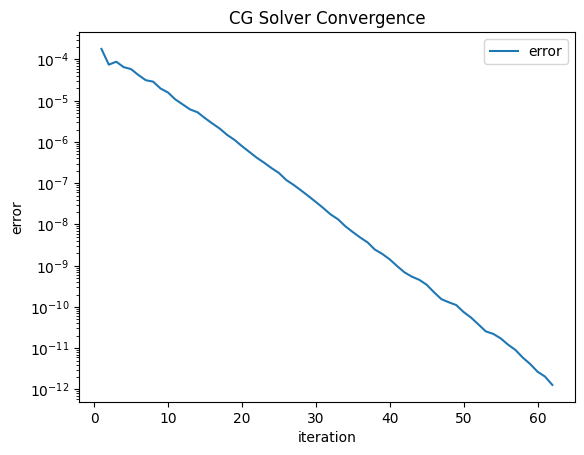 CG Solver Convergence
error
10⁻⁴
10⁻⁵
10⁻⁶
10⁻⁷
10⁻⁸
10⁻⁹
10⁻¹⁰
10⁻¹¹
10⁻¹²
error
0 10 20 30 40 50 60
iteration